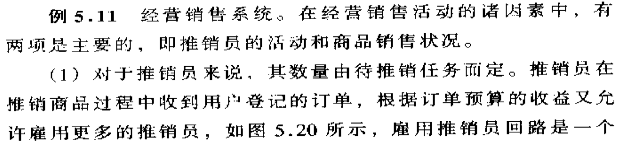 例 5.11 经营销售系统。在经营销售活动的诸因素中，有
两项是主要的，即推销员的活动和商品销售状况。
（1）对于推销员来说，其数量由待推销任务而定。推销员在
推销商品过程中收到用户登记的订单，根据订单预算的收益又允
许雇用更多的推销员，如图 5.20 所示，雇用推销员回路是一个